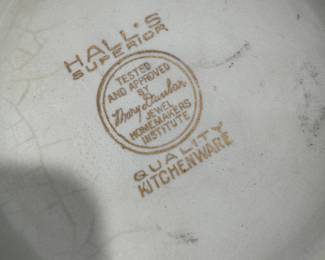 HALL'S
SUPERIOR
TESTED
AND APPROVED
BY
Mary Dunbar
JEWEL
HOMEMAKERS
INSTITUTE
QUALITY
KITCHENWARE